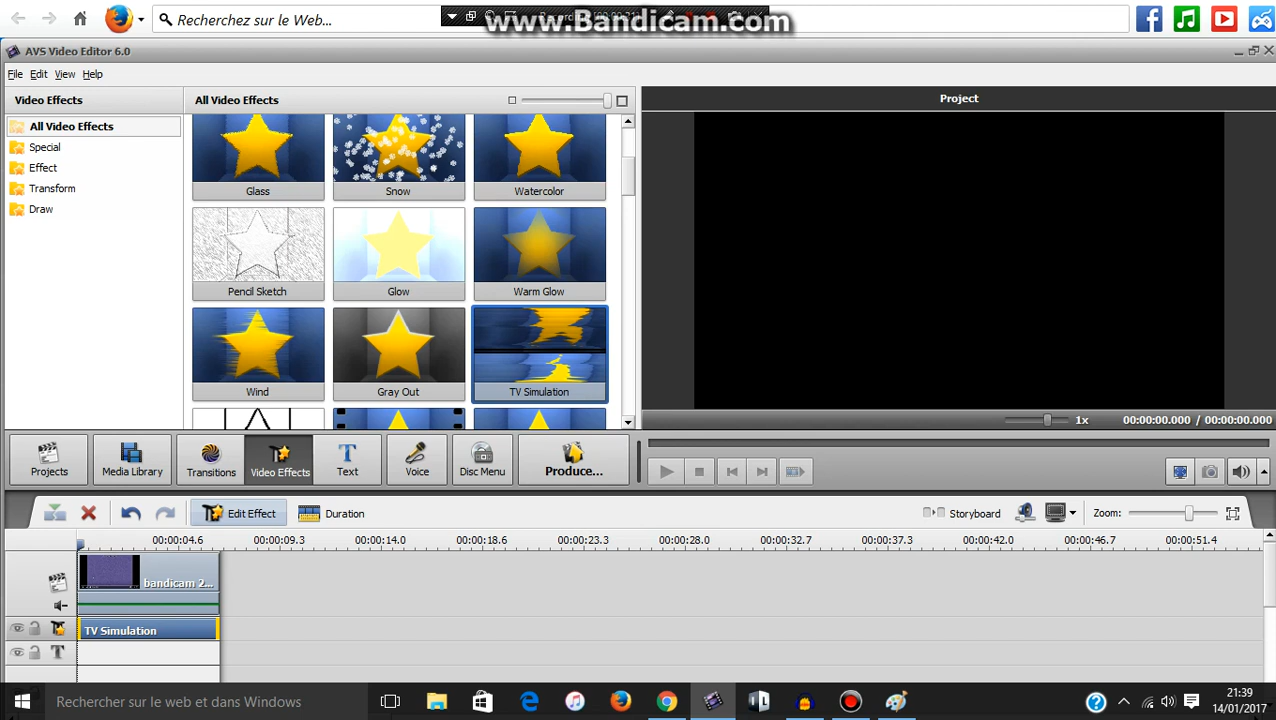 Recherchez sur le Web...
www.Bandicam.com
AVS Video Editor 6.0
File Edit View Help
Video Effects
All Video Effects
Project
All Video Effects
Special
Effect
Transform
Draw
Glass
Snow
Watercolor
Pencil Sketch
Glow
Warm Glow
Wind
Gray Out
TV Simulation
1x
00:00:00.000 / 00:00:00.000
Projects
Media Library
Transitions
Video Effects
Text
Voice
Disc Menu
Produce...
Edit Effect
Duration
Storyboard
Zoom:
00:00:04.6 00:00:09.3 00:00:14.0 00:00:18.6 00:00:23.3 00:00:28.0 00:00:32.7 00:00:37.3 00:00:42.0 00:00:46.7 00:00:51.4
bandicam 2...
TV Simulation
T
Rechercher sur le web et dans Windows
21:39
14/01/2017